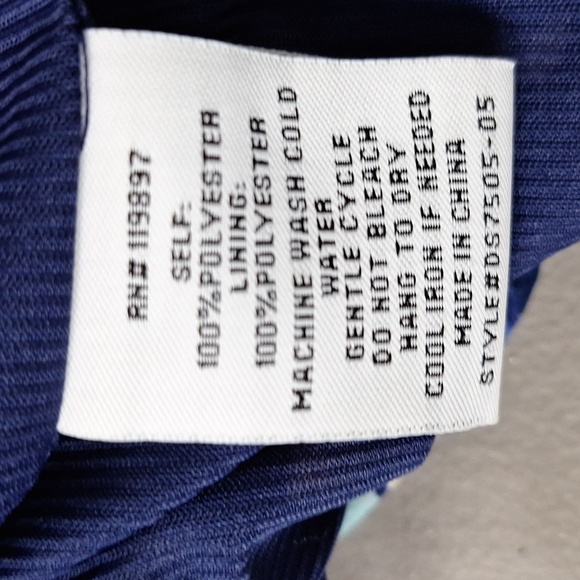 RN# 119897
SELF:
100%POLYESTER
LINING:
100%POLYESTER
MACHINE WASH COLD
WATER
GENTLE CYCLE
DO NOT BLEACH
HANG TO DRY
COOL IRON IF NEEDED
MADE IN CHINA
STYLE#DS7505-05